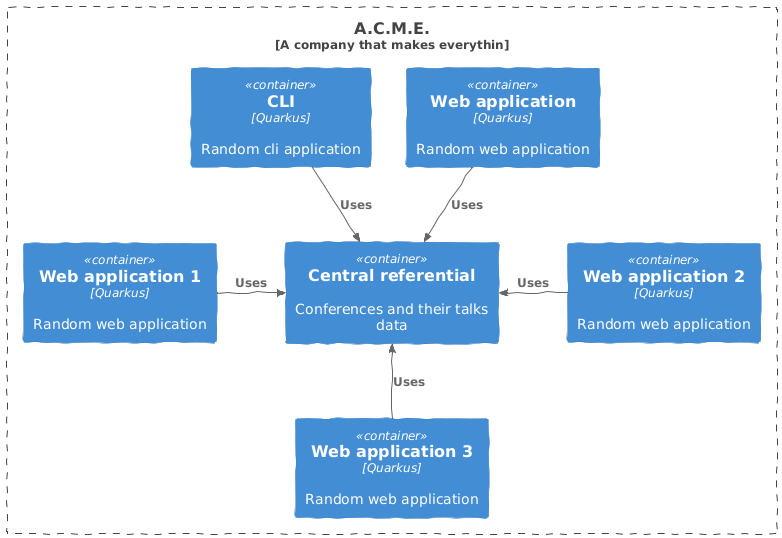 A.C.M.E.
[A company that makes everythin]
«container»
CLI
[Quarkus]
Random cli application
«container»
Web application
[Quarkus]
Random web application
Uses
Uses
«container»
Web application 1
[Quarkus]
Random web application
Uses
«container»
Central referential
Conferences and their talks
data
Uses
«container»
Web application 2
[Quarkus]
Random web application
Uses
«container»
Web application 3
[Quarkus]
Random web application